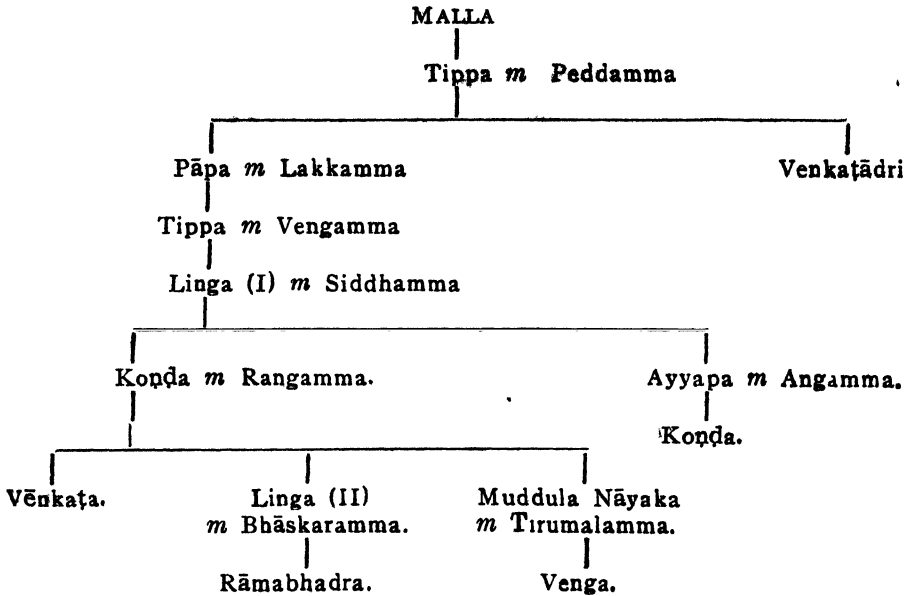 MALLA
Tippa m Peddamma
Pāpa m Lakkamma Venkaṭādri
Tippa m Vengamma
Linga (I) m Siddhamma
Koṇḍa m Rangamma. Ayyapa m Angamma.
Koṇḍa.
Vēnkaṭa. Linga (II) Muddula Nāyaka
m Bhāskaramma. m Tırumalamma.
Rāmabhadra. Venga.